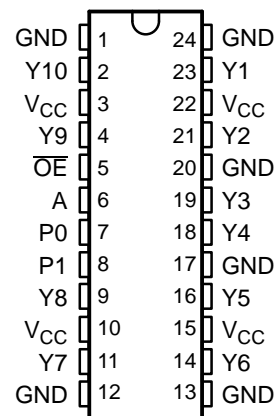 GND 1 24 GND
Y10 2 23 Y1
VCC 3 22 VCC
Y9 4 21 Y2
O̅E̅ 5 20 GND
A 6 19 Y3
P0 7 18 Y4
P1 8 17 GND
Y8 9 16 Y5
VCC 10 15 VCC
Y7 11 14 Y6
GND 12 13 GND